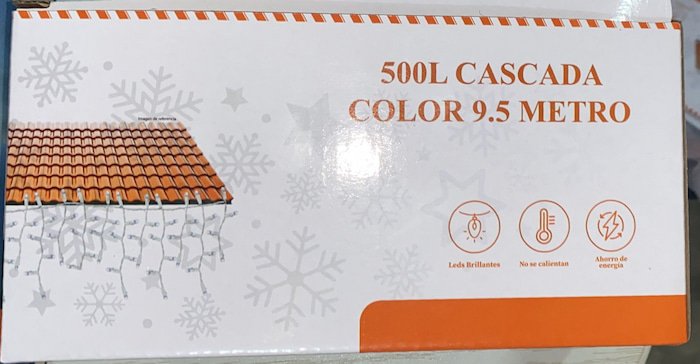 500L CASCADA
COLOR 9.5 METRO
Imagen de referencia
Leds Brillantes
No se calientan
Ahorro de
energía